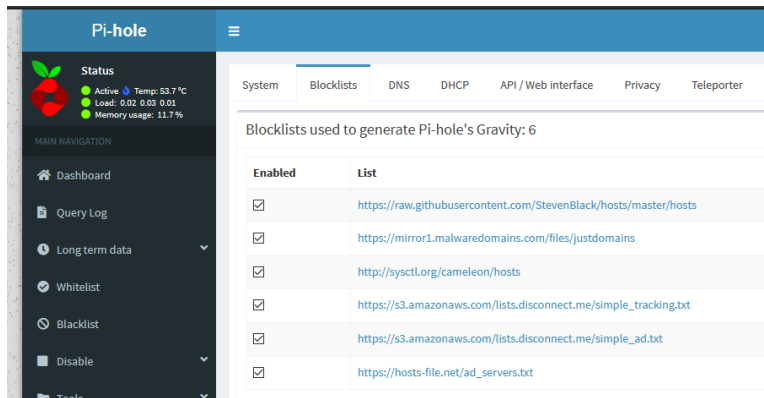 Pi-hole
Status
Active Temp: 53.7 °C
Load: 0.02 0.03 0.01
Memory usage: 11.7 %
MAIN NAVIGATION
Dashboard
Query Log
Long term data
Whitelist
Blacklist
Disable
Tools
System Blocklists DNS DHCP API / Web interface Privacy Teleporter
Blocklists used to generate Pi-hole's Gravity: 6
Enabled List
https://raw.githubusercontent.com/StevenBlack/hosts/master/hosts
https://mirror1.malwaredomains.com/files/justdomains
http://sysctl.org/cameleon/hosts
https://s3.amazonaws.com/lists.disconnect.me/simple_tracking.txt
https://s3.amazonaws.com/lists.disconnect.me/simple_ad.txt
https://hosts-file.net/ad_servers.txt